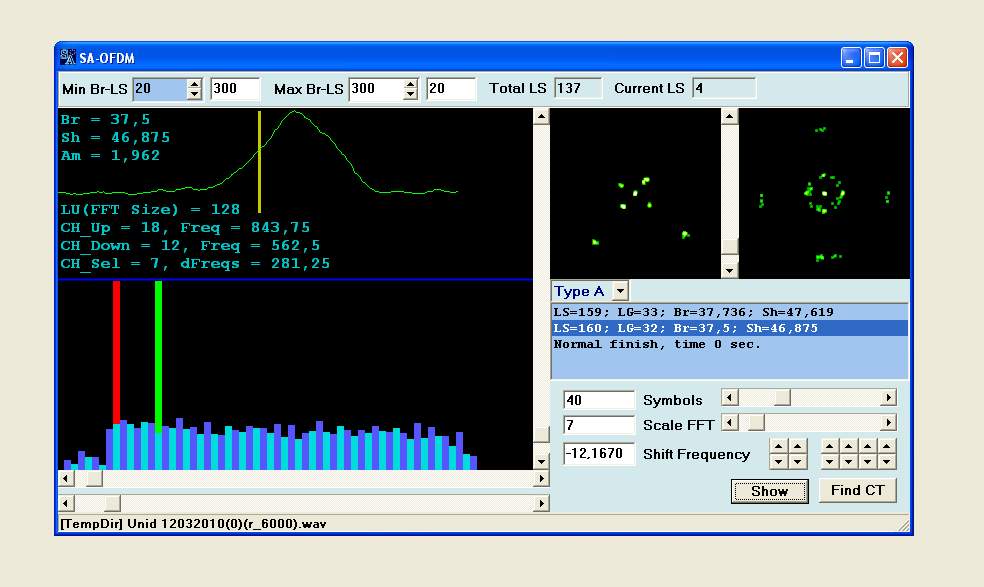 SA-OFDM
Min Br-LS 20 300 Max Br-LS 300 20 Total LS 137 Current LS 4
Br = 37,5
Sh = 46,875
Am = 1,962
LU(FFT Size) = 128
CH_Up = 18, Freq = 843,75
CH_Down = 12, Freq = 562,5
CH_Sel = 7, dFreqs = 281,25
Type A
LS=159; LG=33; Br=37,736; Sh=47,619
LS=160; LG=32; Br=37,5; Sh=46,875
Normal finish, time 0 sec.
40 Symbols
7 Scale FFT
-12,1670 Shift Frequency
Show Find CT
[TempDir] Unid 12032010(0)(r_6000).wav